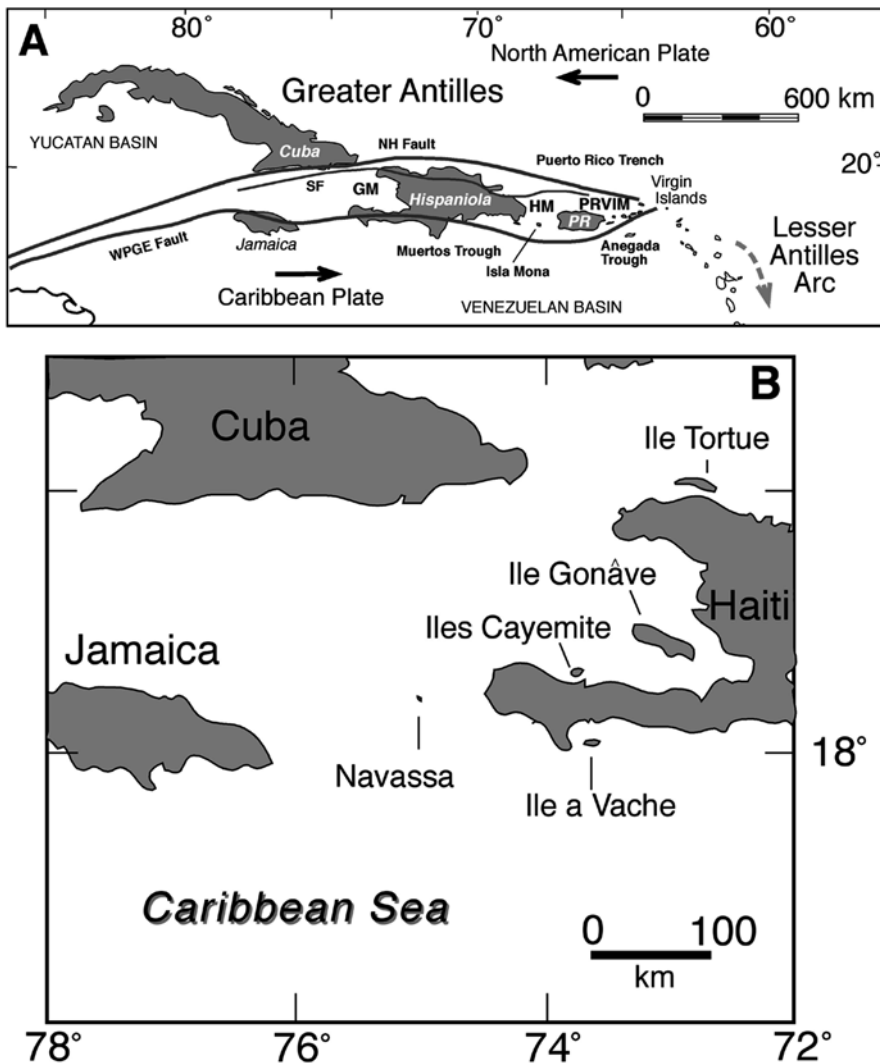 A
80°
70°
60°
North American Plate
Greater Antilles
0 600 km
YUCATAN BASIN
NH Fault
Cuba
Puerto Rico Trench
20°
SF
GM
Hispaniola
HM
PRVIM
Virgin
Islands
PR
Jamaica
WPGE Fault
Muertos Trough
Anegada
Trough
Isla Mona
Lesser
Antilles
Arc
Caribbean Plate
VENEZUELAN BASIN
B
Cuba
Ile Tortue
Ile Gonâve
Haiti
Iles Cayemite
Jamaica
18°
Navassa
Ile a Vache
Caribbean Sea
0 100
km
78° 76° 74° 72°